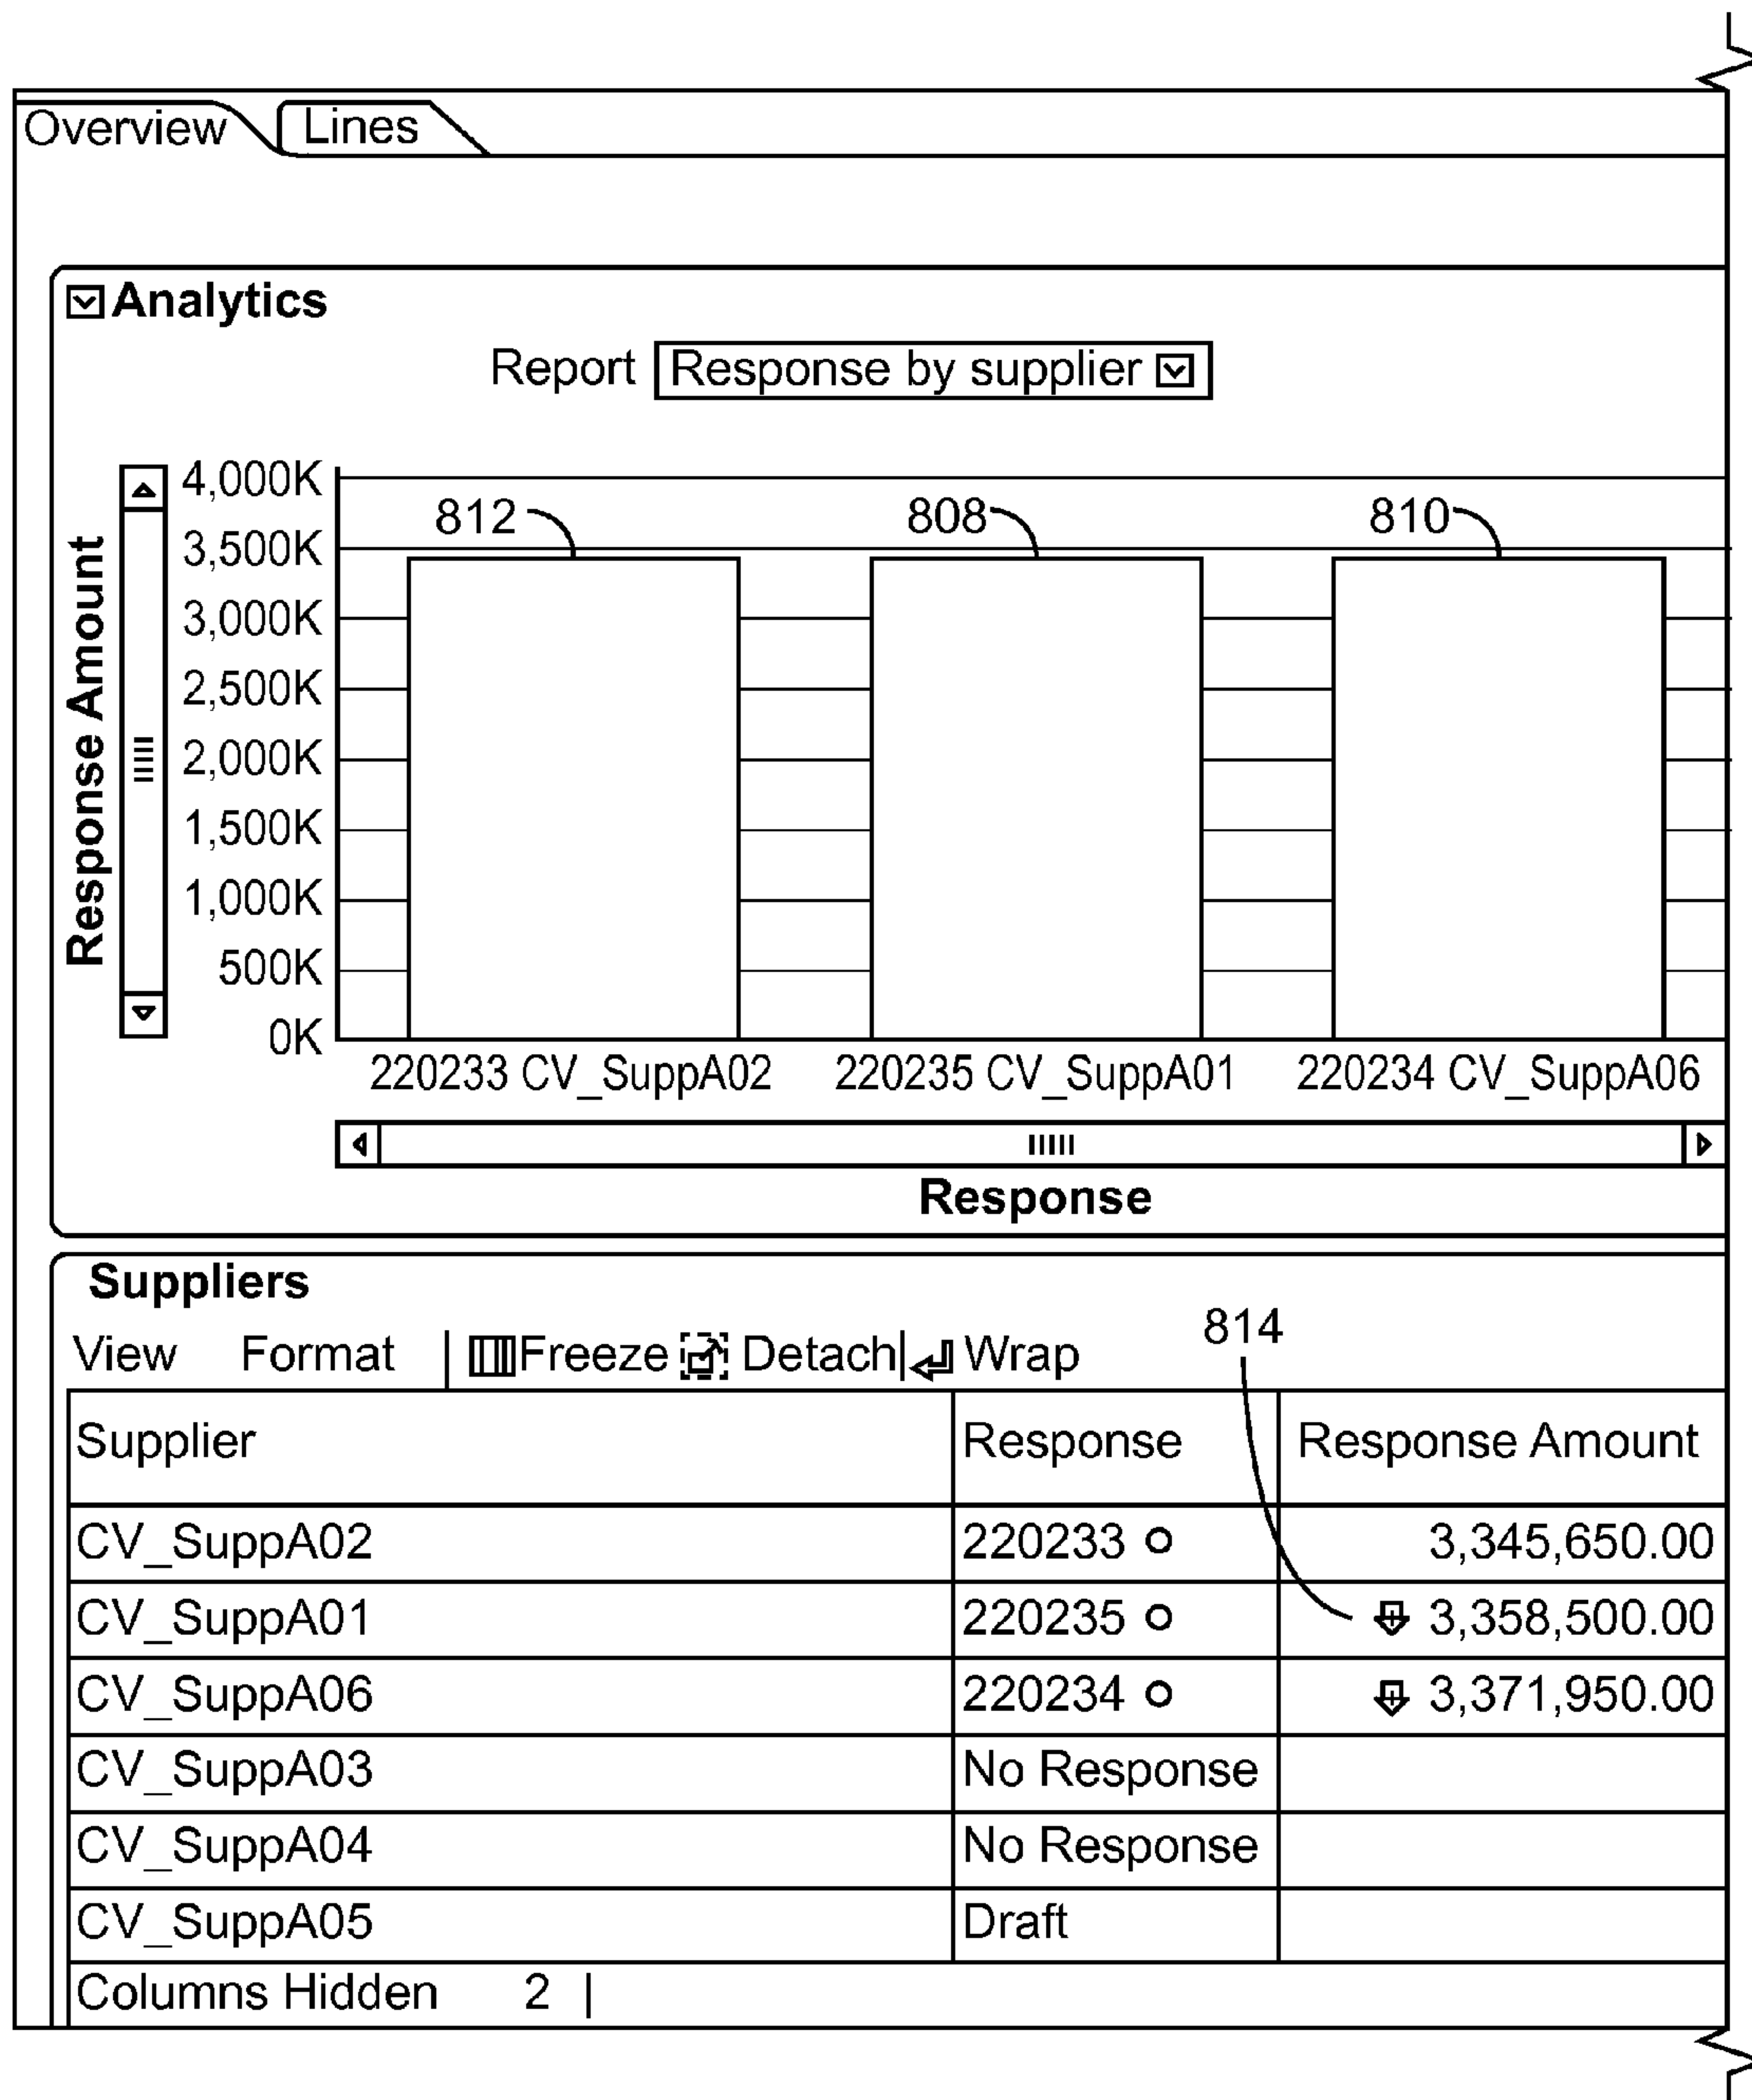 Overview Lines
Analytics
Report Response by supplier
Response Amount
4,000K
3,500K
3,000K
2,500K
2,000K
1,500K
1,000K
500K
0K
812 808 810
220233 CV_SuppA02 220235 CV_SuppA01 220234 CV_SuppA06
Response
Suppliers
814
View Format | Freeze Detach | Wrap
Supplier Response Response Amount
CV_SuppA02 220233 3,345,650.00
CV_SuppA01 220235 3,358,500.00
CV_SuppA06 220234 3,371,950.00
CV_SuppA03 No Response
CV_SuppA04 No Response
CV_SuppA05 Draft
Columns Hidden 2 |